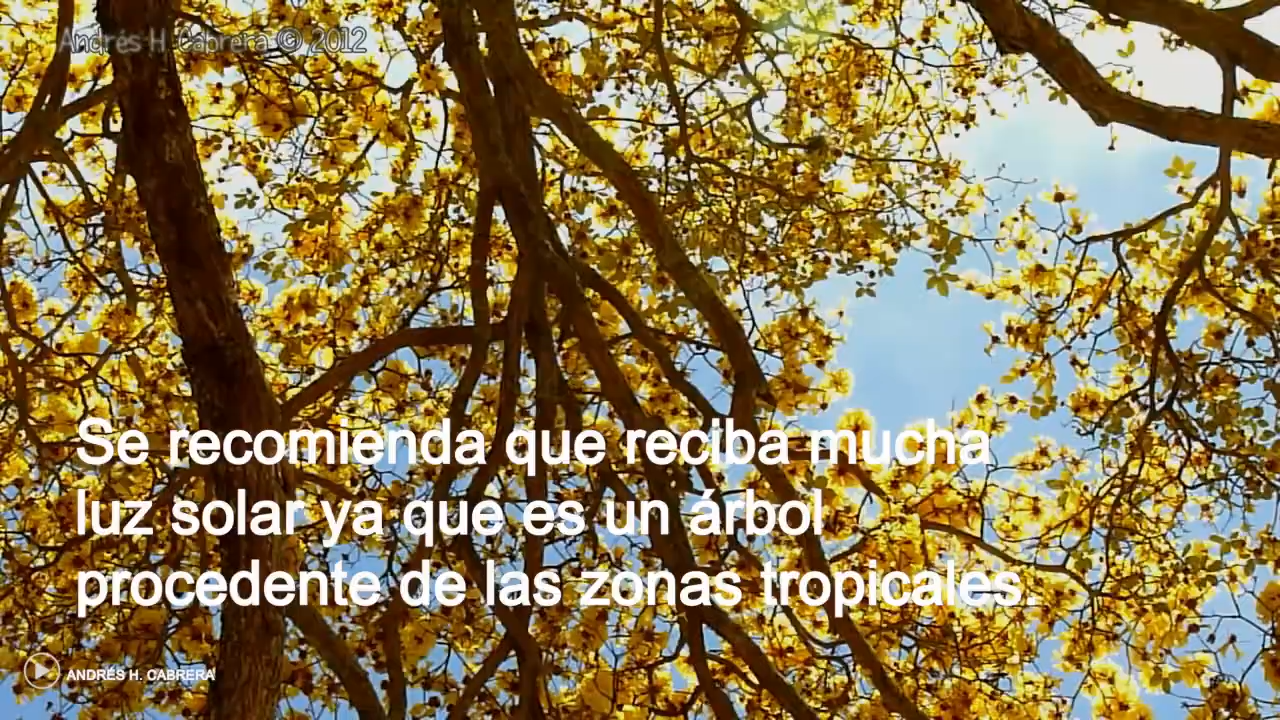 Andrés H. Cabrera © 2012
Se recomienda que reciba mucha
luz solar ya que es un árbol
procedente de las zonas tropicales.
ANDRÉS H. CABRERA